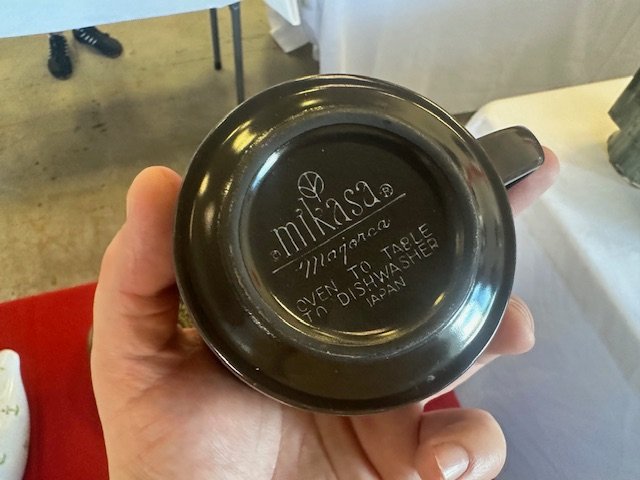 mikasa®
Majorca
OVEN TO TABLE
TO DISHWASHER
JAPAN